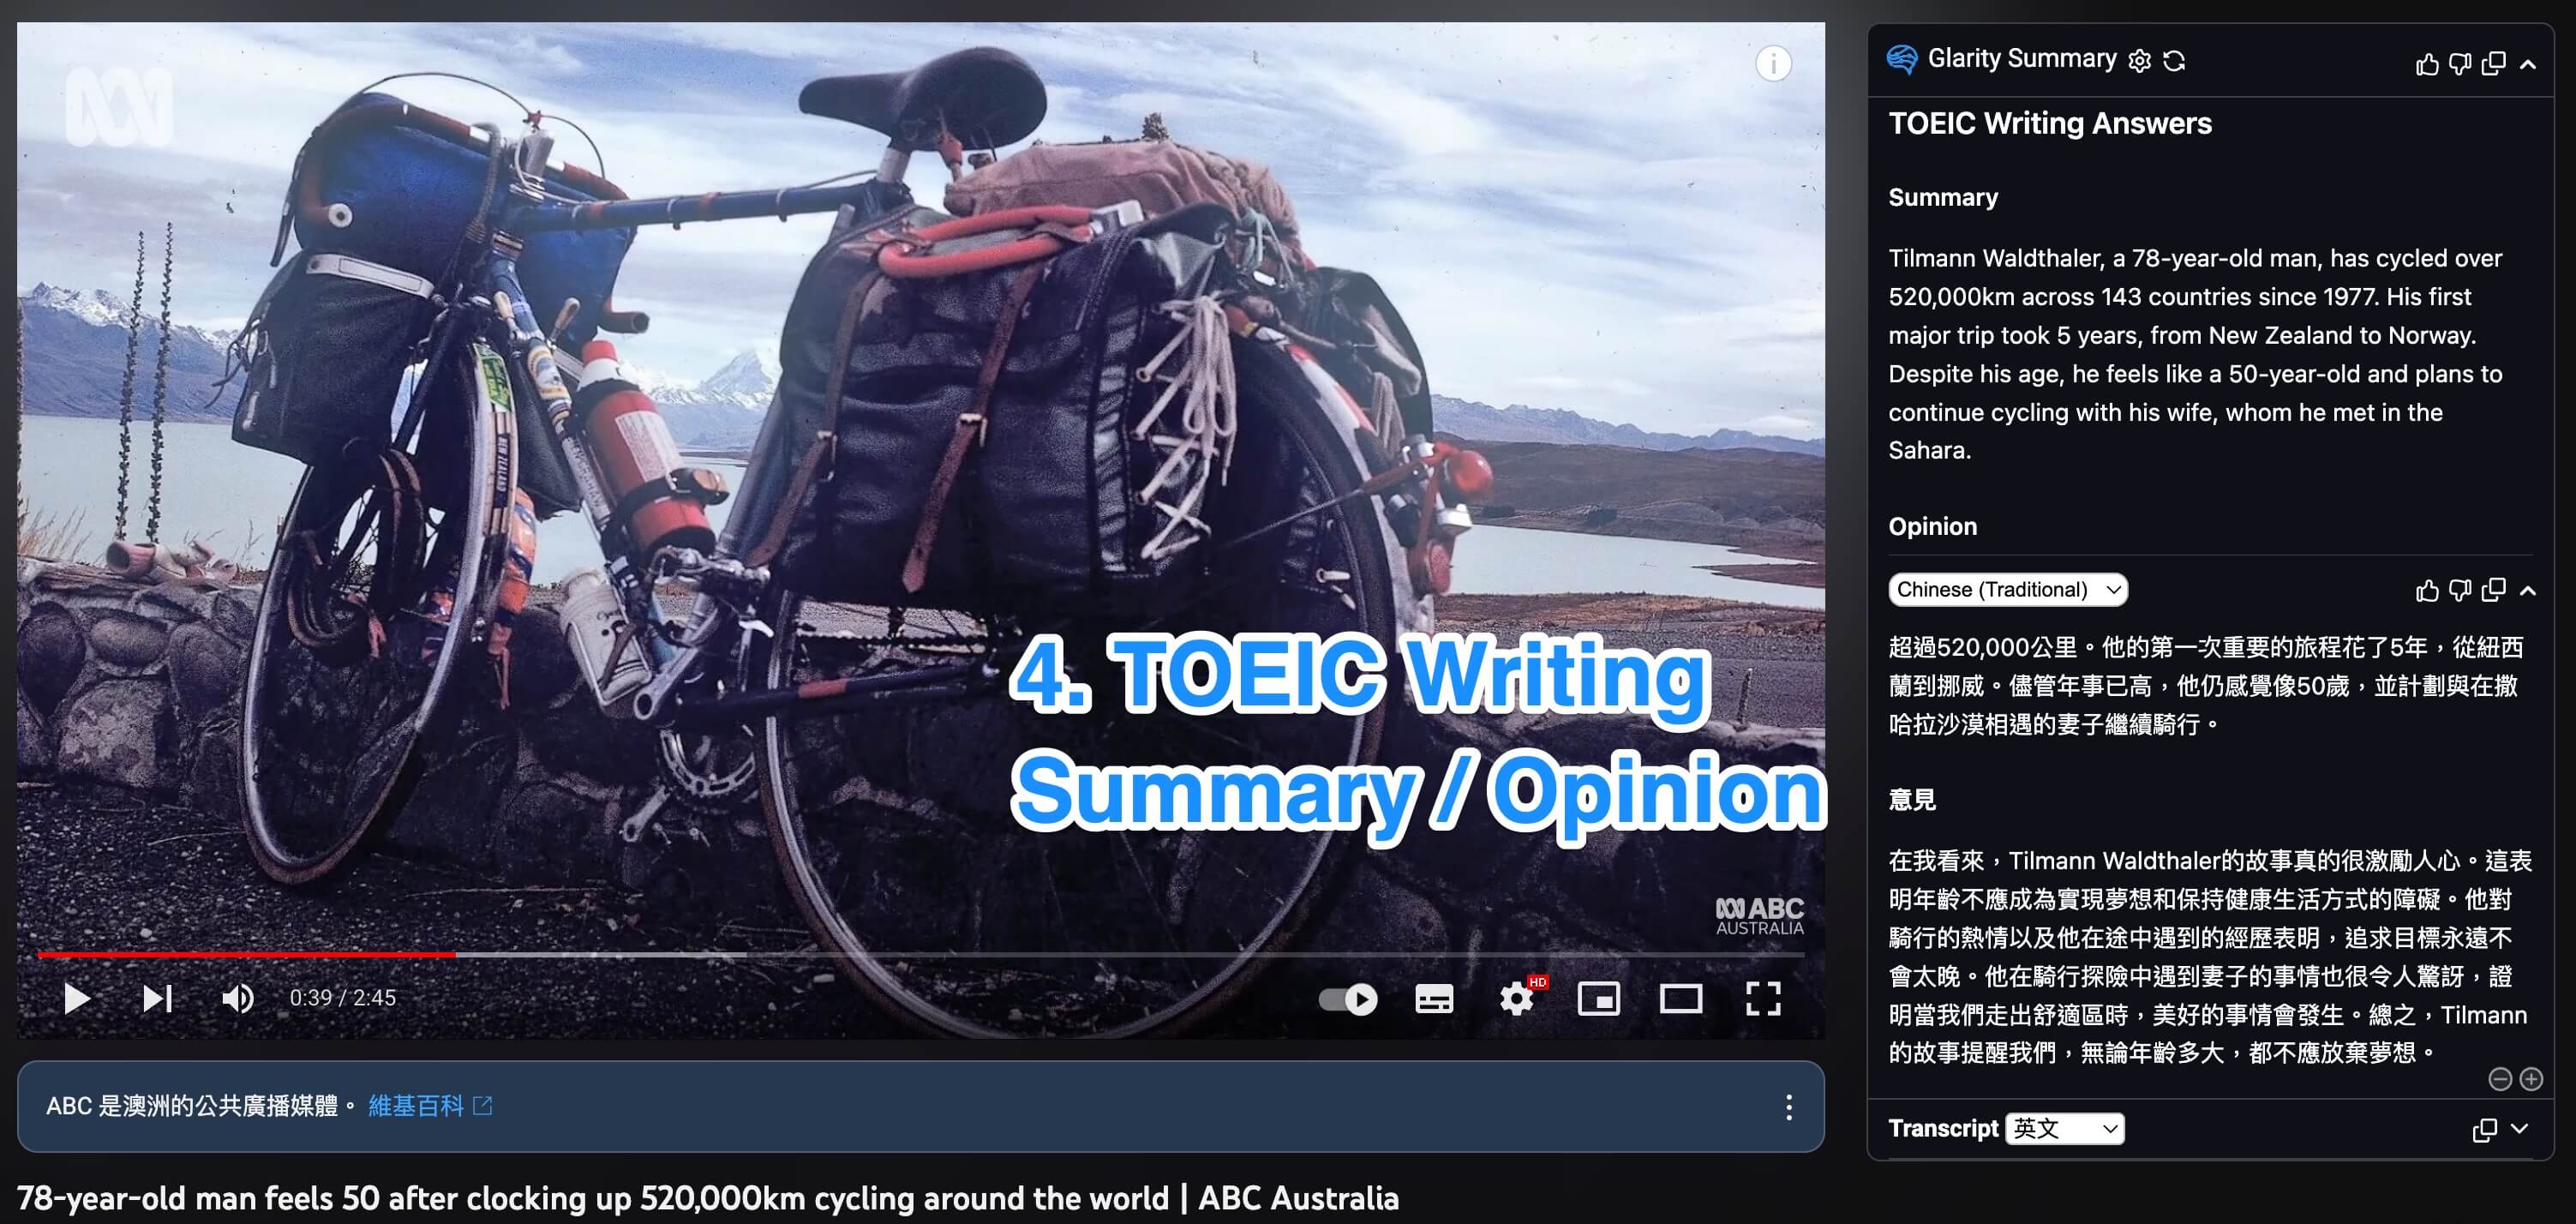 4. TOEIC Writing
Summary / Opinion
ABC
AUSTRALIA
0:39 / 2:45
HD
ABC 是澳洲的公共廣播媒體。 維基百科
78-year-old man feels 50 after clocking up 520,000km cycling around the world | ABC Australia
Glarity Summary
TOEIC Writing Answers
Summary
Tilmann Waldthaler, a 78-year-old man, has cycled over
520,000km across 143 countries since 1977. His first
major trip took 5 years, from New Zealand to Norway.
Despite his age, he feels like a 50-year-old and plans to
continue cycling with his wife, whom he met in the
Sahara.
Opinion
Chinese (Traditional)
超過520,000公里。他的第一次重要的旅程花了5年，從紐西
蘭到挪威。儘管年事已高，他仍感覺像50歲，並計劃與在撒
哈拉沙漠相遇的妻子繼續騎行。
意見
在我看來，Tilmann Waldthaler的故事真的很激勵人心。這表
明年齡不應成為實現夢想和保持健康生活方式的障礙。他對
騎行的熱情以及他在途中遇到的經歷表明，追求目標永遠不
會太晚。他在騎行探險中遇到妻子的事情也很令人驚訝，證
明當我們走出舒適區時，美好的事情會發生。總之，Tilmann
的故事提醒我們，無論年齡多大，都不應放棄夢想。
Transcript 英文